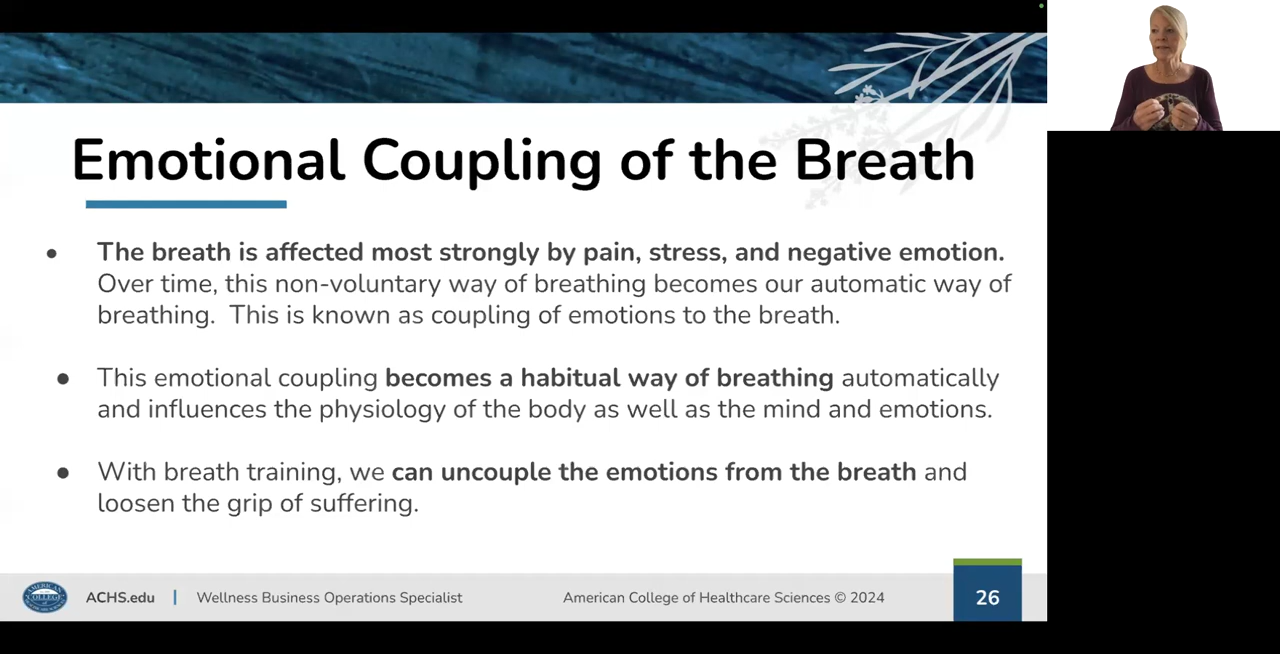 Emotional Coupling of the Breath
● The breath is affected most strongly by pain, stress, and negative emotion.
Over time, this non-voluntary way of breathing becomes our automatic way of
breathing.  This is known as coupling of emotions to the breath.
● This emotional coupling becomes a habitual way of breathing automatically
and influences the physiology of the body as well as the mind and emotions.
● With breath training, we can uncouple the emotions from the breath and
loosen the grip of suffering.
ACHS.edu | Wellness Business Operations Specialist American College of Healthcare Sciences © 2024 26